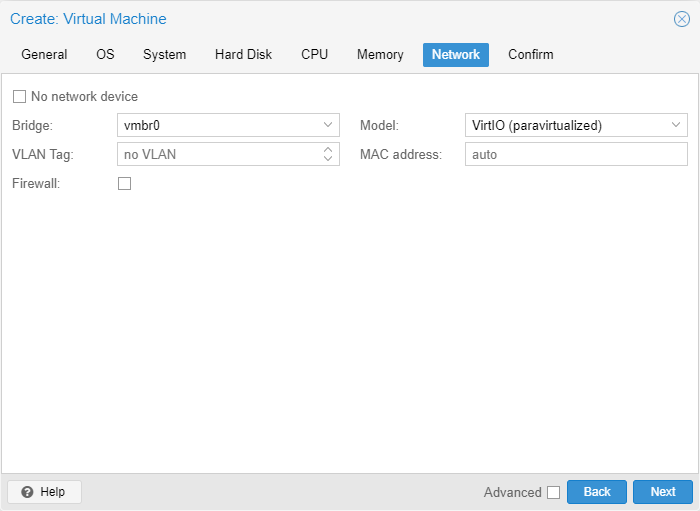 Create: Virtual Machine
General OS System Hard Disk CPU Memory Network Confirm
No network device
Bridge: vmbr0 Model: VirtIO (paravirtualized)
VLAN Tag: no VLAN MAC address: auto
Firewall:
Help Advanced Back Next